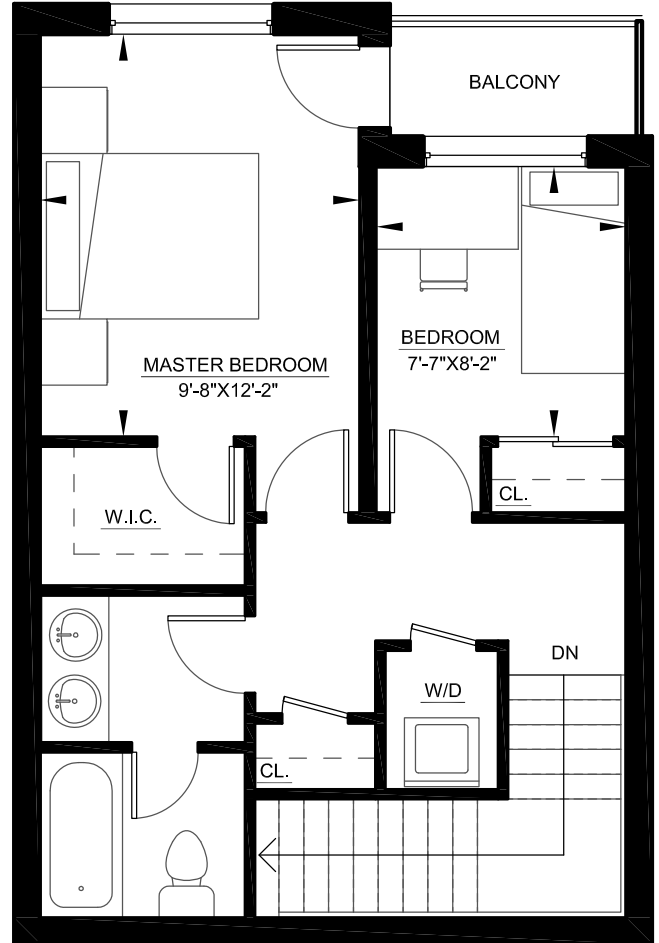 BALCONY
BEDROOM
7'-7"X8'-2"
MASTER BEDROOM
9'-8"X12'-2"
CL.
W.I.C.
DN
W/D
CL.